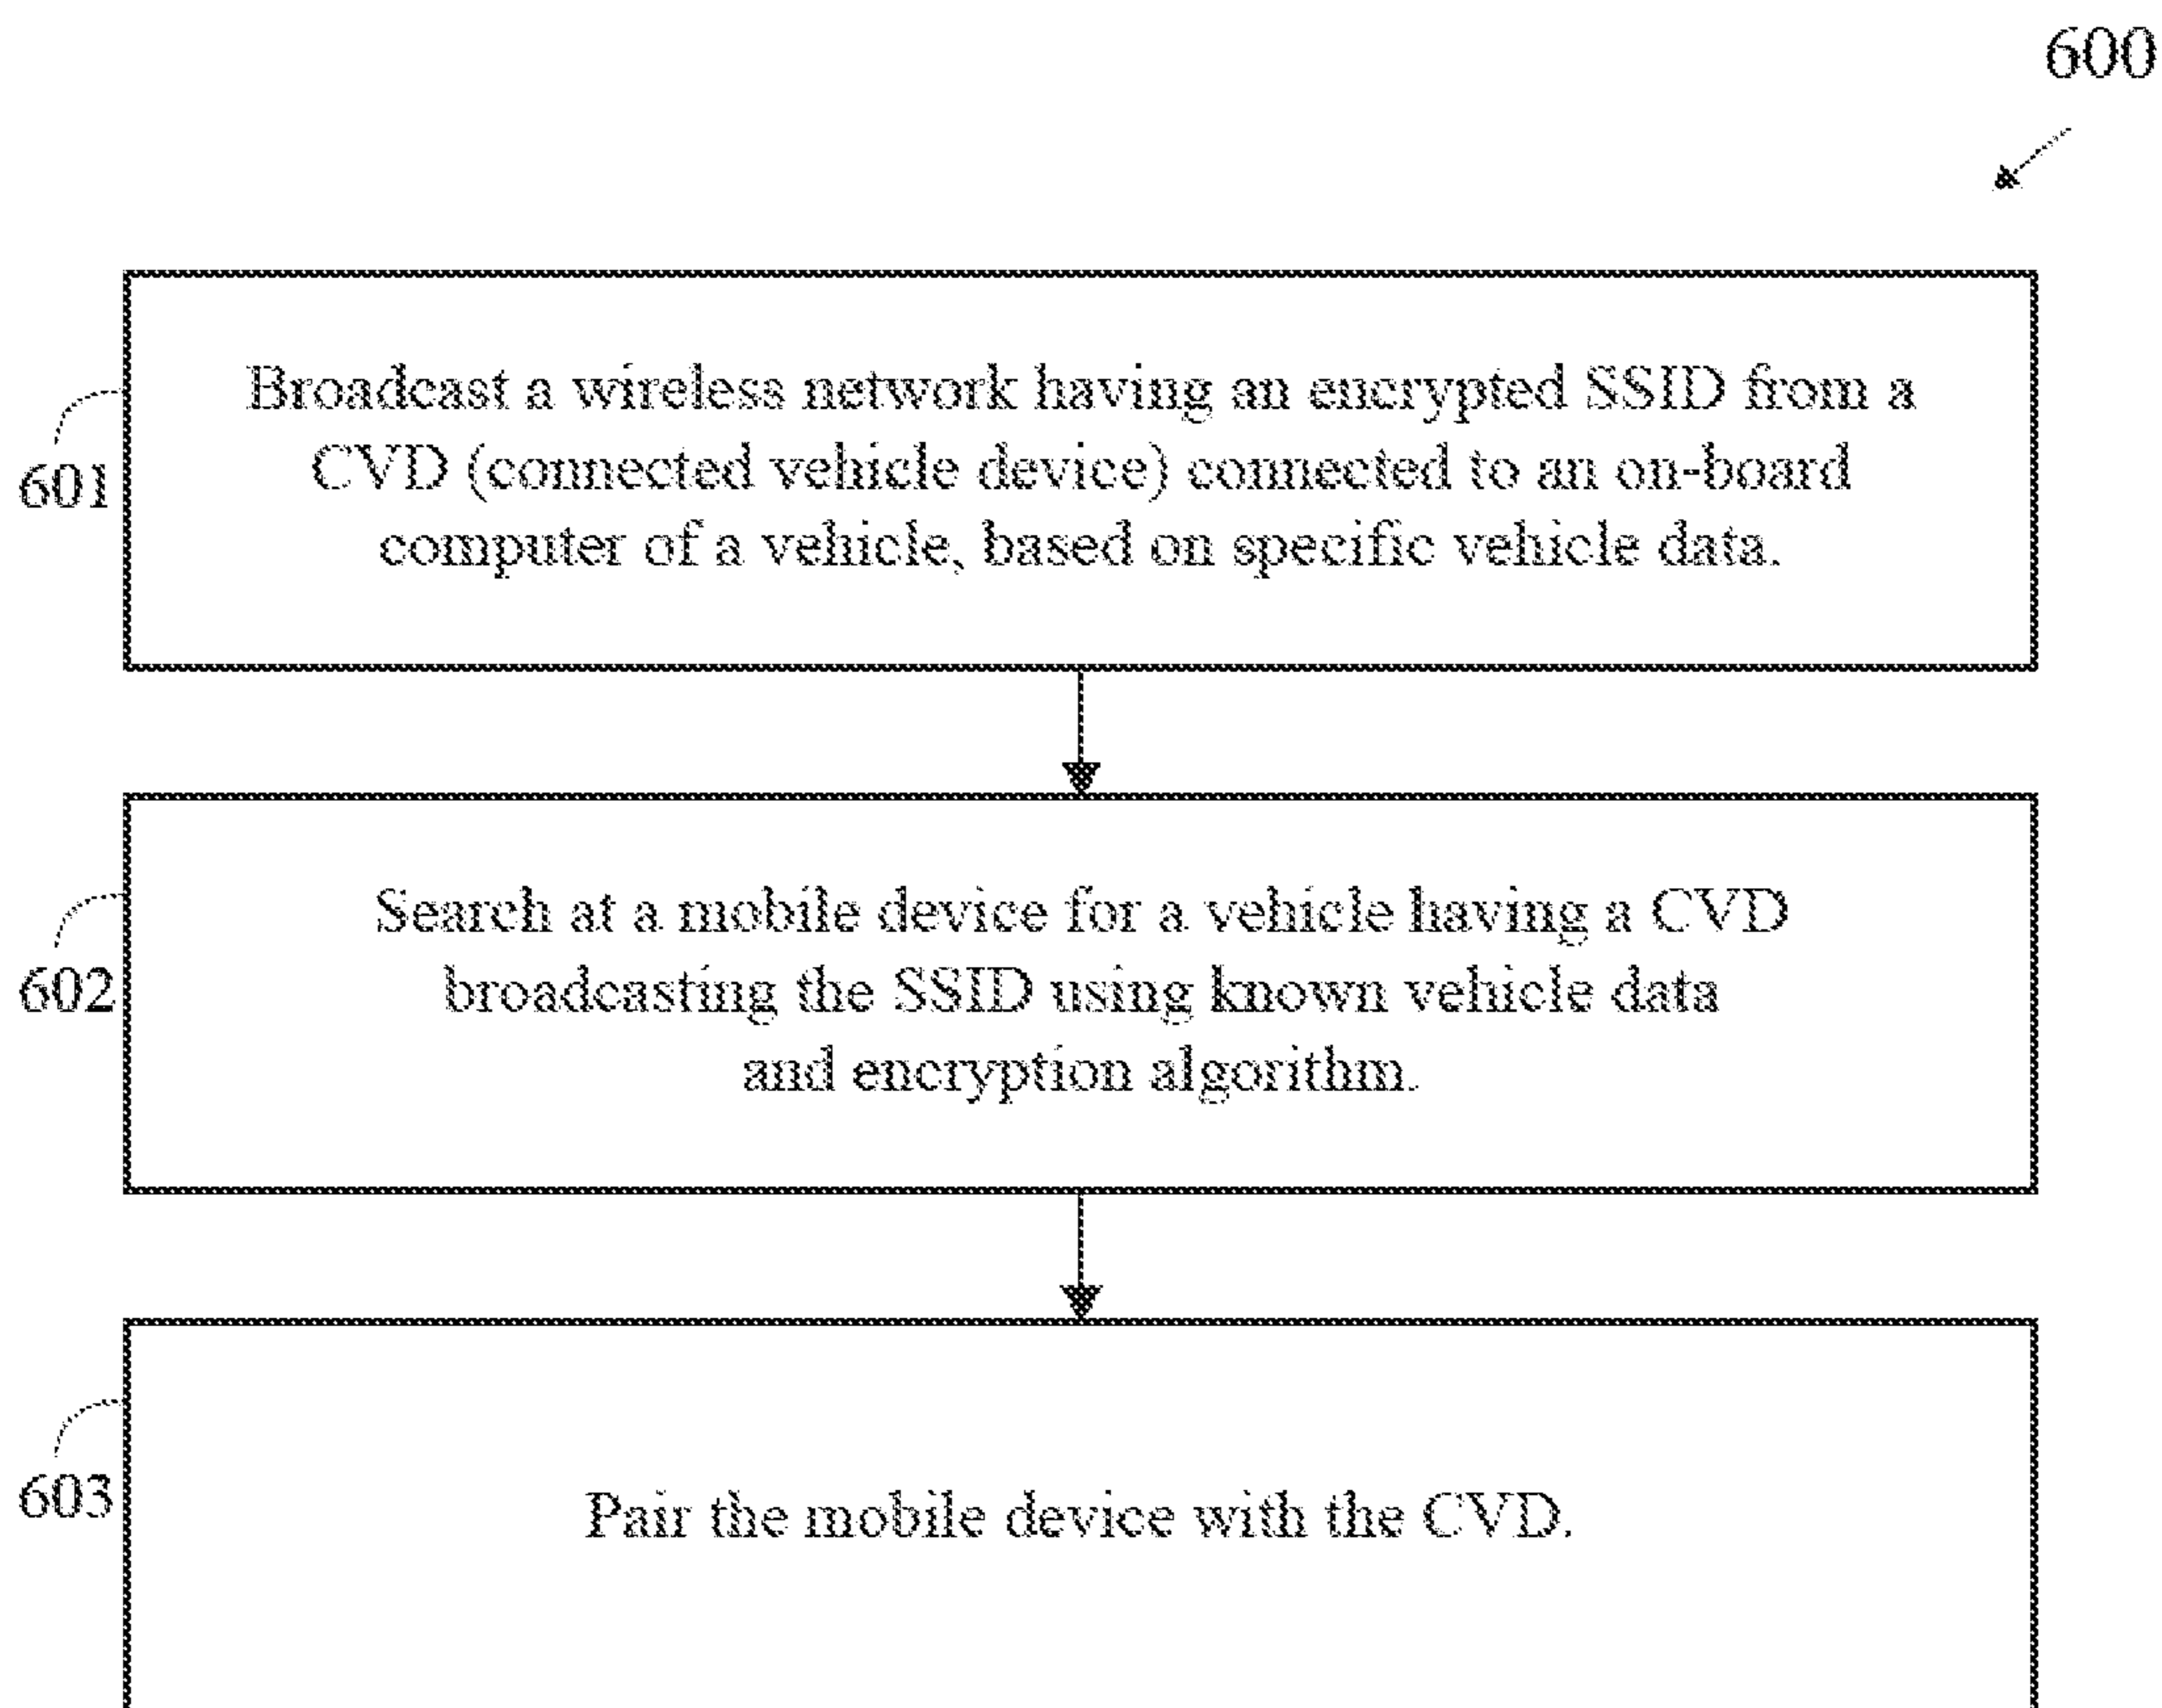 600
Broadcast a wireless network having an encrypted SSID from a
CVD (connected vehicle device) connected to an on-board
computer of a vehicle, based on specific vehicle data.
601
Search at a mobile device for a vehicle having a CVD
broadcasting the SSID using known vehicle data
and encryption algorithm.
602
Pair the mobile device with the CVD.
603